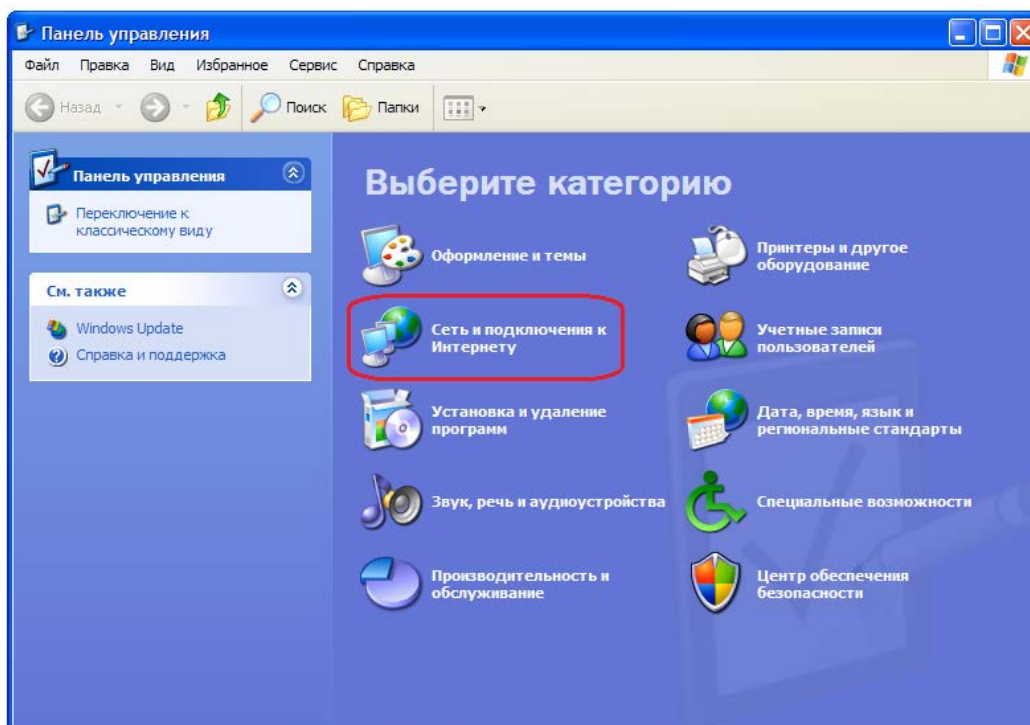 Панель управления
Файл Правка Вид Избранное Сервис Справка
Назад Поиск Папки
Панель управления
Переключение к
классическому виду
См. также
Windows Update
Справка и поддержка
Выберите категорию
Оформление и темы
Принтеры и другое
оборудование
Сеть и подключения к
Интернету
Учетные записи
пользователей
Установка и удаление
программ
Дата, время, язык и
региональные стандарты
Звук, речь и аудиоустройства
Специальные возможности
Производительность и
обслуживание
Центр обеспечения
безопасности